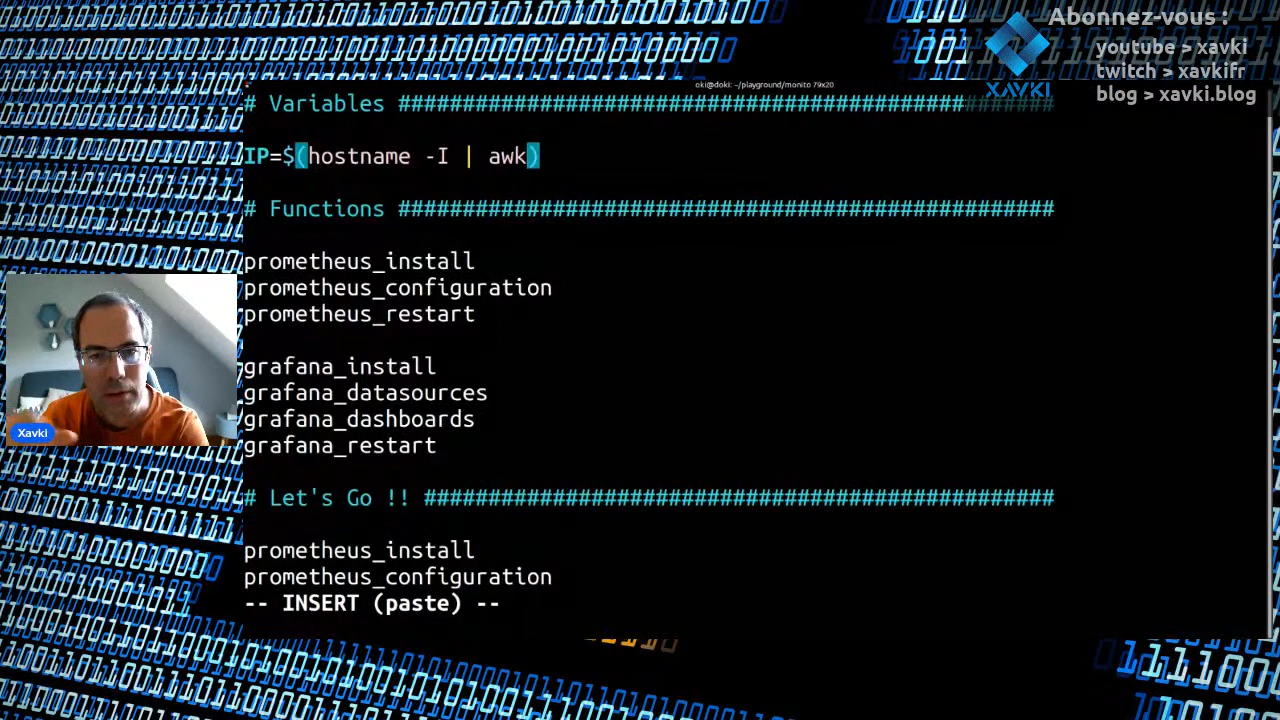 Abonnez-vous :
youtube > xavki
twitch > xavkifr
blog > xavki.blog
XAVKI
oki@doki: ~/playground/monito 79x20
# Variables ###################################################
IP=$(hostname -I | awk)
# Functions ###################################################
prometheus_install
prometheus_configuration
prometheus_restart
grafana_install
grafana_datasources
grafana_dashboards
grafana_restart
Xavki
# Let's Go !! #################################################
prometheus_install
prometheus_configuration
-- INSERT (paste) --